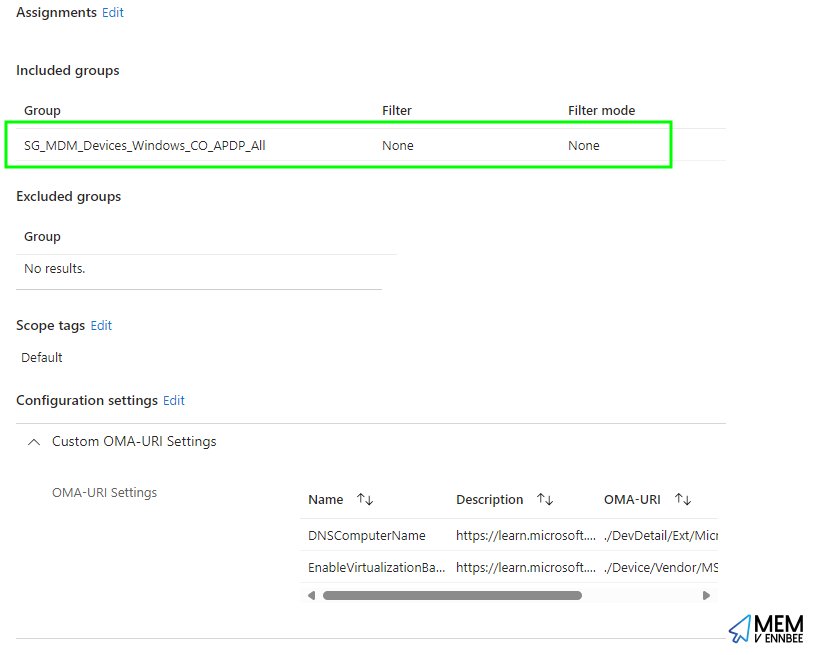 Assignments Edit
Included groups
Group Filter Filter mode
SG_MDM_Devices_Windows_CO_APDP_All None None
Excluded groups
Group
No results.
Scope tags Edit
Default
Configuration settings Edit
Custom OMA-URI Settings
OMA-URI Settings
Name Description OMA-URI
DNSComputerName https://learn.microsoft.... ./DevDetail/Ext/Micr
EnableVirtualizationBa... https://learn.microsoft.... ./Device/Vendor/MS
MEM
V ENNBEE